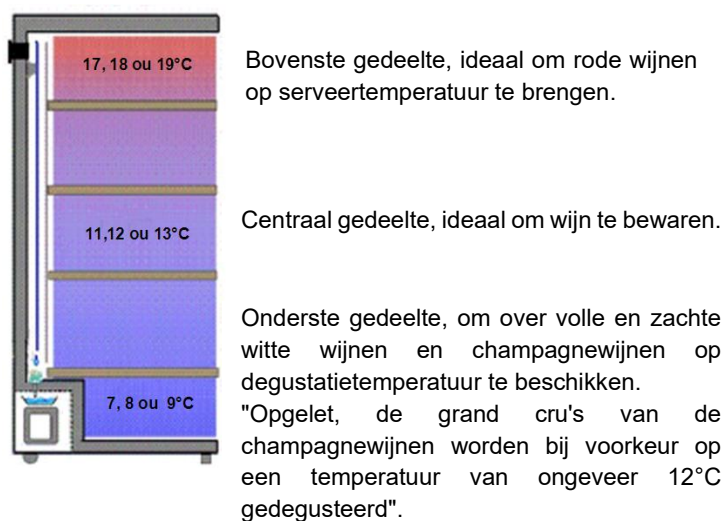 17, 18 ou 19°C
Bovenste gedeelte, ideaal om rode wijnen
op serveertemperatuur te brengen.
11,12 ou 13°C
Centraal gedeelte, ideaal om wijn te bewaren.
Onderste gedeelte, om over volle en zachte
witte wijnen en champagnewijnen op
degustatietemperatuur te beschikken.
7, 8 ou 9°C
"Opgelet, de grand cru's van de
champagnewijnen worden bij voorkeur op
een temperatuur van ongeveer 12°C
gedegusteerd".